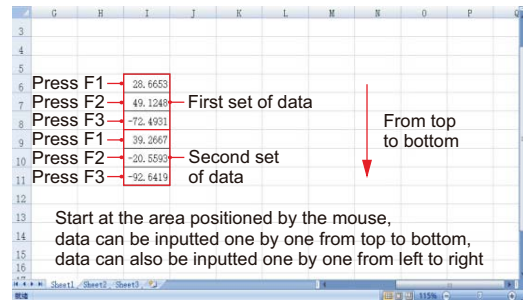 G H I J K L M N O P Q
3
4
5
6 Press F1 28.6653
7 Press F2 49.1248 First set of data
8 Press F3 -72.4931 From top
9 Press F1 39.2667 to bottom
10 Press F2 -20.5593 Second set
11 Press F3 -92.6419 of data
12
13 Start at the area positioned by the mouse,
14 data can be inputted one by one from top to bottom,
15 data can also be inputted one by one from left to right
16
Sheet1 Sheet2 Sheet3
就绪 115%